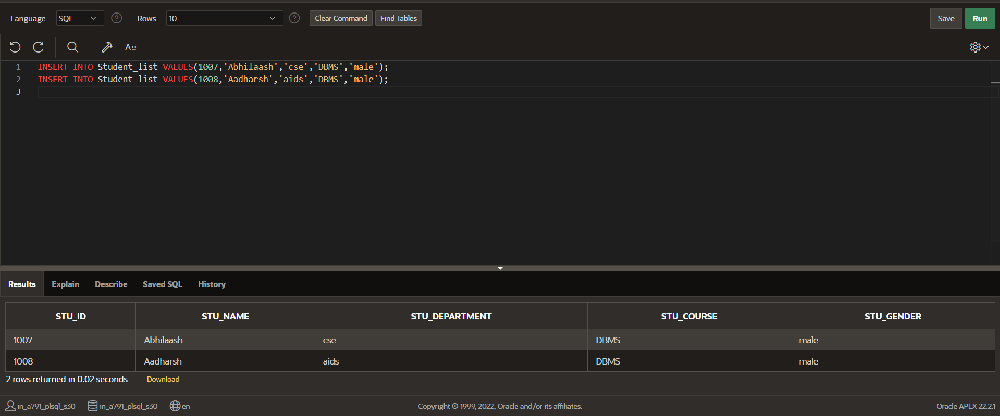 Language SQL Rows 10 Clear Command Find Tables Save Run
A
1 INSERT INTO Student_list VALUES(1007,'Abhilaash','cse','DBMS','male');
2 INSERT INTO Student_list VALUES(1008,'Aadharsh','aids','DBMS','male');
3
Results Explain Describe Saved SQL History
STU_ID STU_NAME STU_DEPARTMENT STU_COURSE STU_GENDER
1007 Abhilaash cse DBMS male
1008 Aadharsh aids DBMS male
2 rows returned in 0.02 seconds Download
in_a791_plsql_s30 in_a791_plsql_s30 en Copyright © 1999, 2022, Oracle and/or its affiliates. Oracle APEX 22.2.1